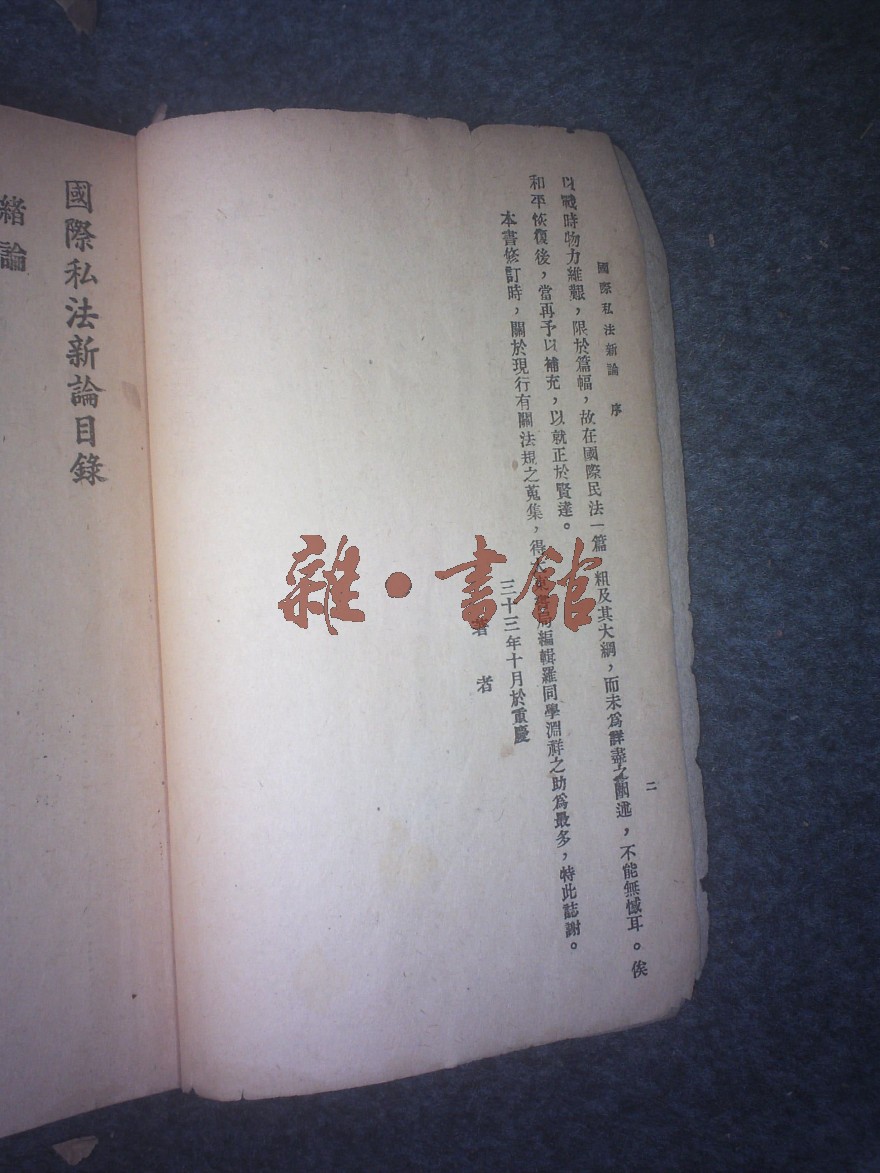 國際私法新論 序
二
以戰時物力維艱，限於篇幅，故在國際民法一篇 粗及其大綱，而未爲詳盡之闡述，不能無憾耳。俟
和平恢復後，當再予以補充，以就正於賢達。
本書修訂時，關於現行有關法規之蒐集，得 書局編輯羅同學淵祥之助爲最多，特此誌謝。
三十三年十月於重慶
著者
國際私法新論目錄
緒論
雜·書館